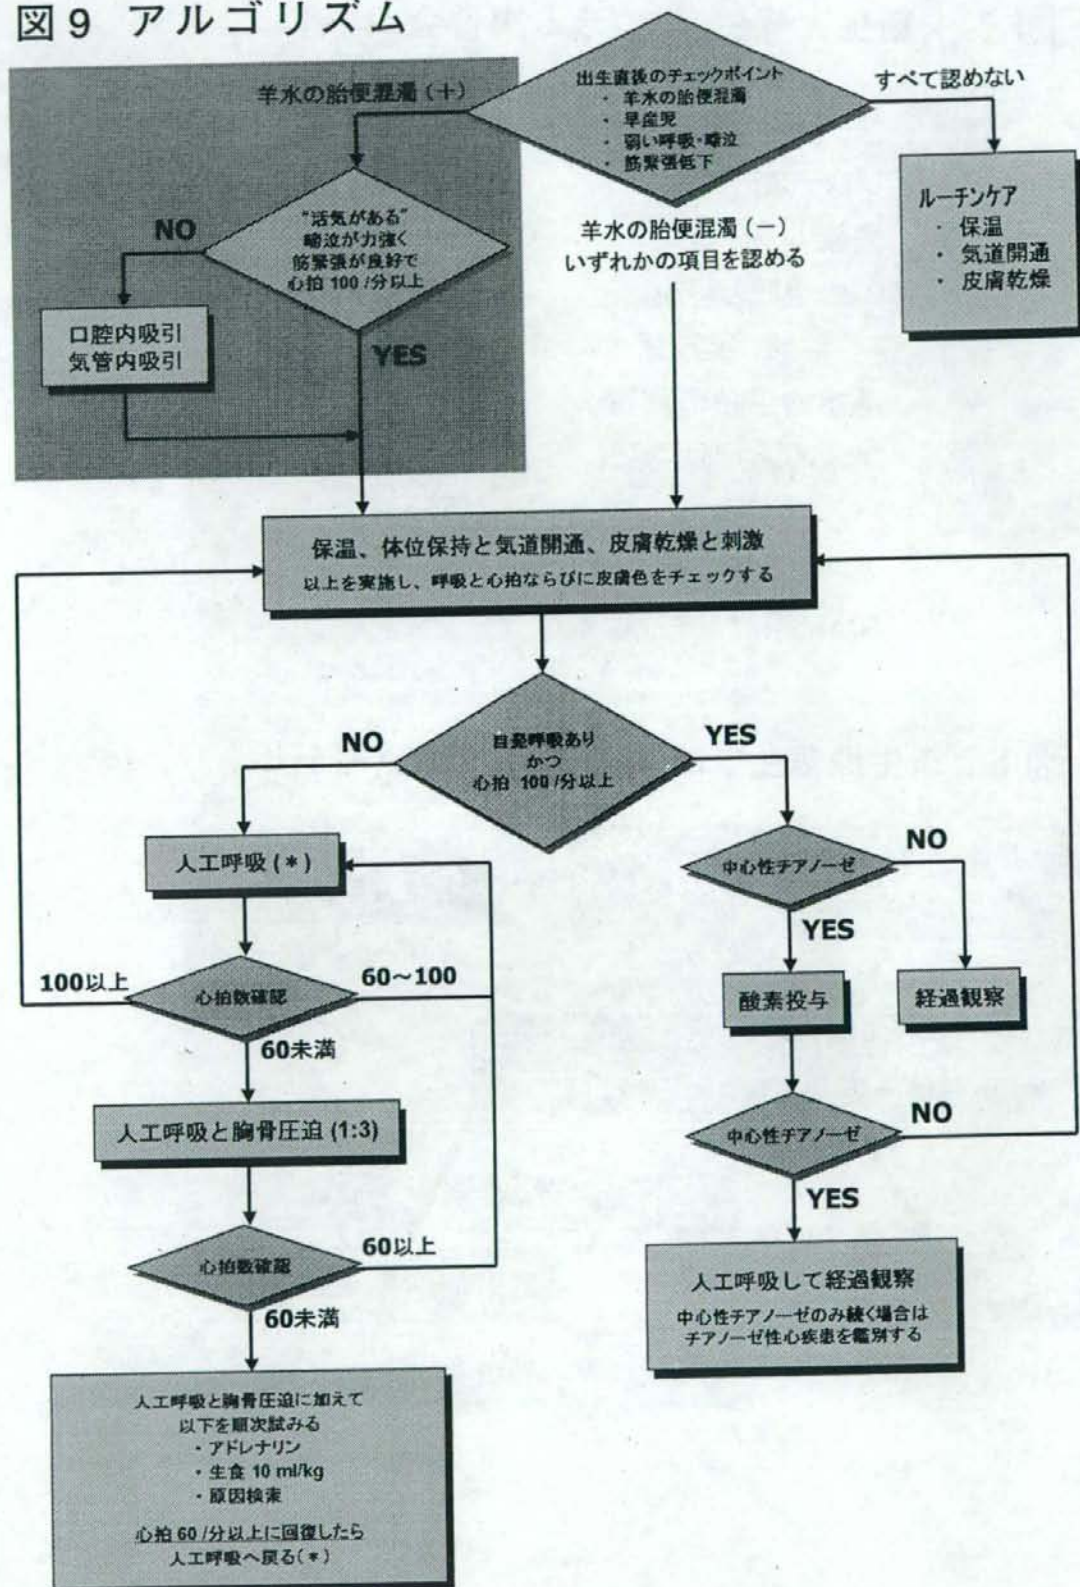 図9 アルゴリズム
出生直後のチェックポイント
・ 羊水の胎便混濁
・ 早産児
・ 弱い呼吸・啼泣
・ 筋緊張低下
羊水の胎便混濁(+)
すべて認めない
"活気がある"
啼泣が力強く
筋緊張が良好で
心拍 100 /分以上
NO
YES
口腔内吸引
気管内吸引
羊水の胎便混濁(ー)
いずれかの項目を認める
ルーチンケア
・ 保温
・ 気道開通
・ 皮膚乾燥
保温、体位保持と気道開通、皮膚乾燥と刺激
以上を実施し、呼吸と心拍ならびに皮膚色をチェックする
自発呼吸あり
かつ
心拍 100 /分以上
NO
YES
人工呼吸(*)
心拍数確認
100以上
60~100
60未満
人工呼吸と胸骨圧迫 (1:3)
心拍数確認
60以上
60未満
人工呼吸と胸骨圧迫に加えて
以下を順次試みる
・アドレナリン
・生食 10 ml/kg
・原因検索
心拍 60 /分以上に回復したら
人工呼吸へ戻る(*)
中心性チアノーゼ
NO
YES
酸素投与
経過観察
中心性チアノーゼ
NO
YES
人工呼吸して経過観察
中心性チアノーゼのみ続く場合は
チアノーゼ性心疾患を鑑別する